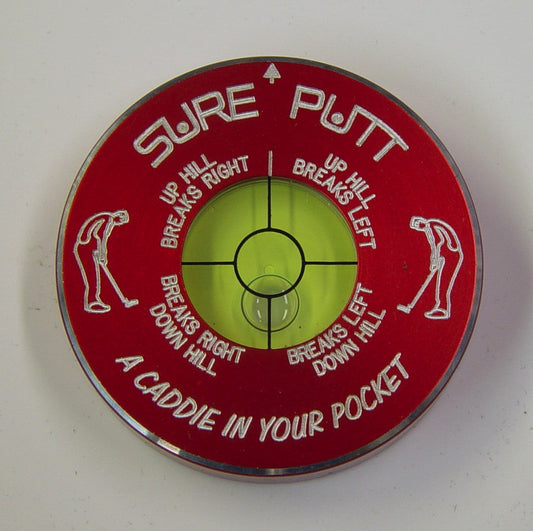 SURE PUTT
UP HILL
BREAKS RIGHT
UP HILL
BREAKS LEFT
BREAKS RIGHT
DOWN HILL
BREAKS LEFT
DOWN HILL
A CADDIE IN YOUR POCKET